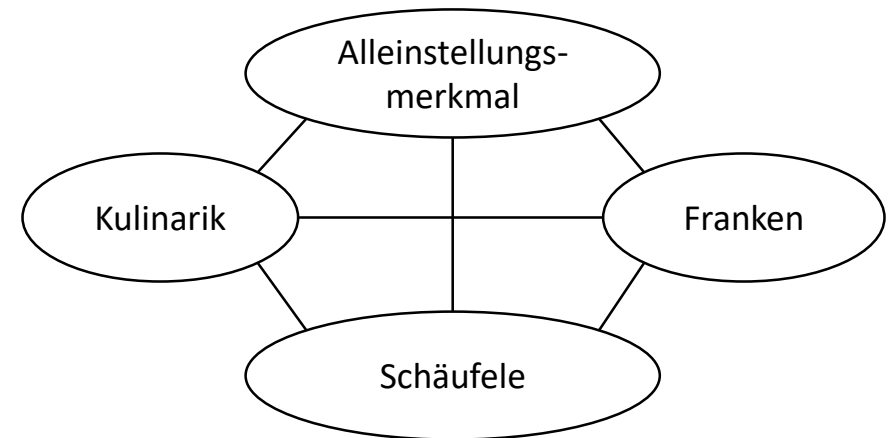 Alleinstellungs-
merkmal
Kulinarik
Franken
Schäufele